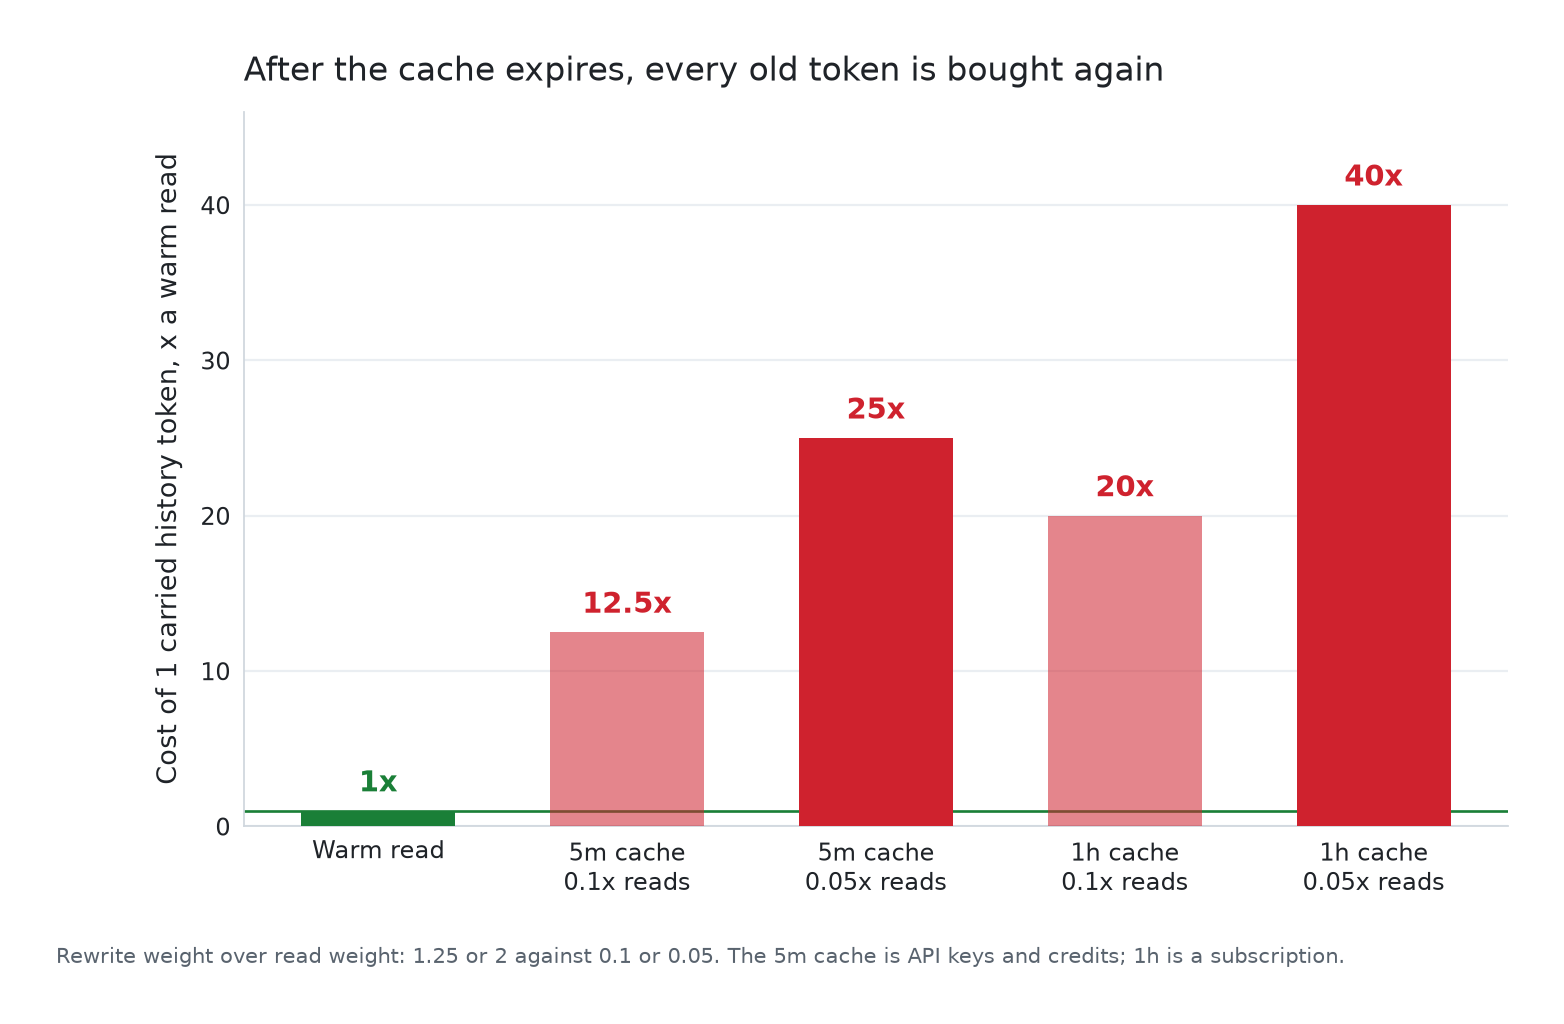 After the cache expires, every old token is bought again
Cost of 1 carried history token, x a warm read
40
30
20
10
0
1x
12.5x
25x
20x
40x
Warm read
5m cache
0.1x reads
5m cache
0.05x reads
1h cache
0.1x reads
1h cache
0.05x reads
Rewrite weight over read weight: 1.25 or 2 against 0.1 or 0.05. The 5m cache is API keys and credits; 1h is a subscription.